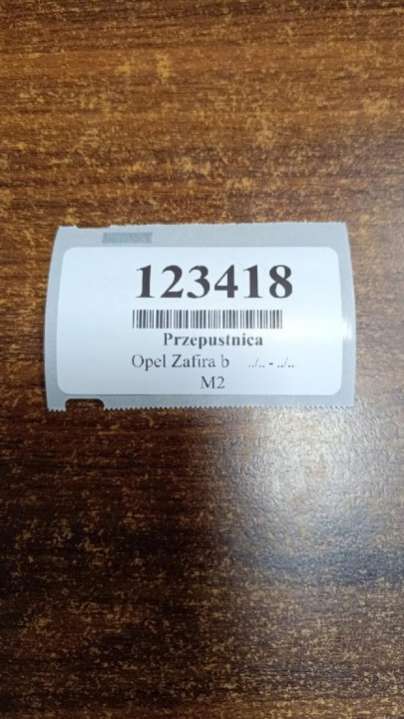 123418
Przepustnica
Opel Zafira b ../.. - ../..
M2